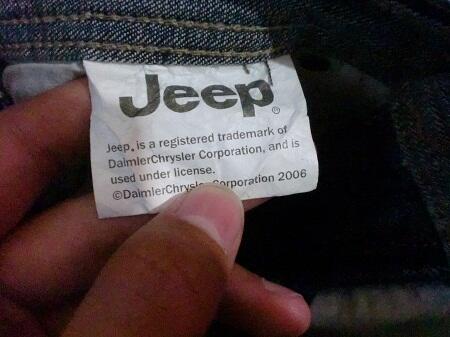 Jeep®
Jeep® is a registered trademark of
DaimlerChrysler Corporation, and is
used under license.
©DaimlerChrysler Corporation 2006